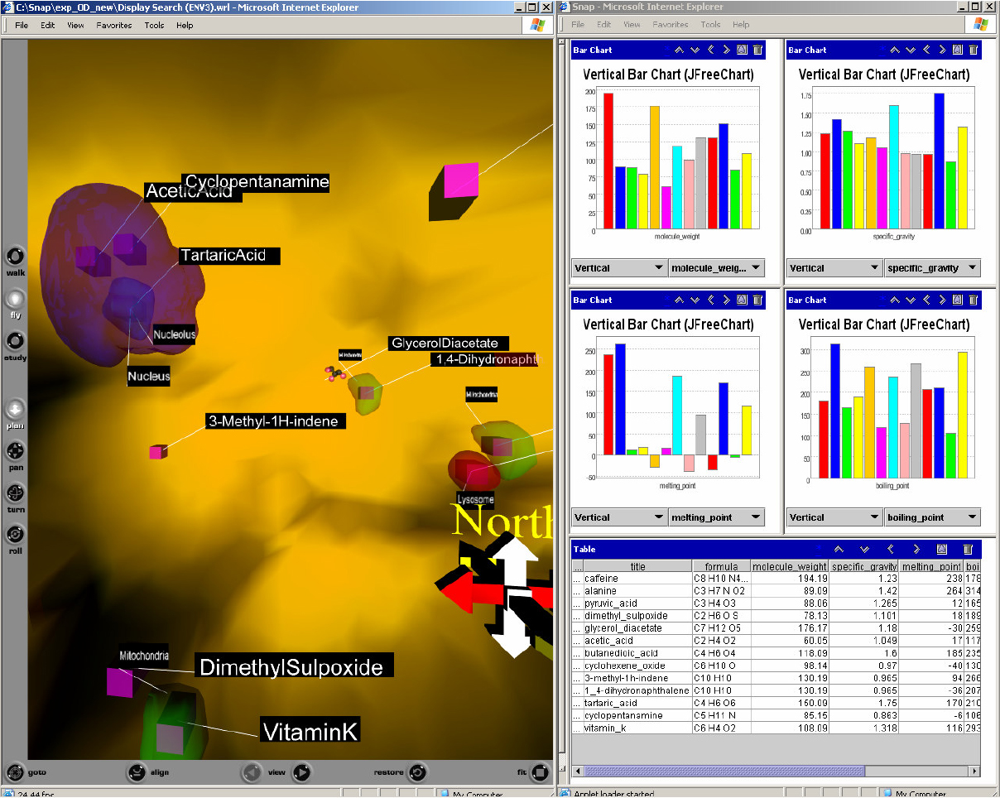 C:\Snap\exp_OD_new\Display Search (ENV3).wrl - Microsoft Internet Explorer
File Edit View Favorites Tools Help
AceticAcid
Cyclopentanamine
TartaricAcid
Nucleolus
Nucleus
GlycerolDiacetate
Mitochondria
1,4-Dihydronaphth
Mitochondria
3-Methyl-1H-indene
Lysosome
North
Mitochondria
DimethylSulpoxide
VitaminK
walk
fly
study
plan
pan
turn
roll
goto align view restore fit
24.44 fps My Computer
Snap - Microsoft Internet Explorer
File Edit View Favorites Tools Help
Bar Chart
Vertical Bar Chart (JFreeChart)
200
175
150
125
100
75
50
25
0
molecule_weight
Vertical molecule_weig...
Bar Chart
Vertical Bar Chart (JFreeChart)
1.75
1.50
1.25
1.00
0.75
0.50
0.25
0.00
specific_gravity
Vertical specific_gravity
Bar Chart
Vertical Bar Chart (JFreeChart)
250
200
150
100
50
0
-50
melting_point
Vertical melting_point
Bar Chart
Vertical Bar Chart (JFreeChart)
300
250
200
150
100
50
0
boiling_point
Vertical boiling_point
Table
... title formula molecule_weight specific_gravity melting_point boi
... caffeine C8 H10 N4... 194.19 1.23 238 178
... alanine C3 H7 N O2 89.09 1.42 264 314
... pyruvic_acid C3 H4 O3 88.06 1.265 12 165
... dimethyl_sulpoxide C2 H6 O S 78.13 1.101 18 189
... glycerol_diacetate C7 H12 O5 176.17 1.18 -30 259
... acetic_acid C2 H4 O2 60.05 1.049 17 117
... butanedioic_acid C4 H6 O4 118.09 1.6 185 235
... cyclohexene_oxide C6 H10 O 98.14 0.97 -40 130
... 3-methyl-1h-indene C10 H10 130.19 0.965 94 266
... 1_4-dihydronaphthalene C10 H10 130.19 0.965 -36 207
... tartaric_acid C4 H6 O6 150.09 1.75 170 210
... cyclopentanamine C5 H11 N 85.15 0.863 -6 106
... vitamin_k C6 H4 O2 108.09 1.318 116 293
Applet loader started My Computer